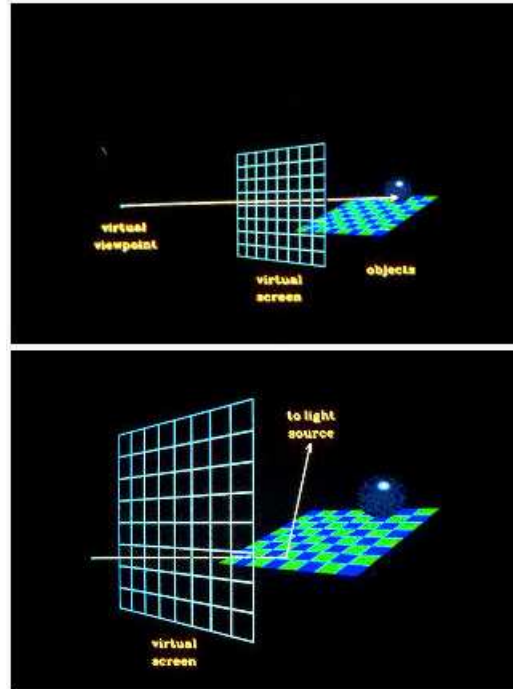 virtual
viewpoint
virtual
screen
objects
to light
source
virtual
screen